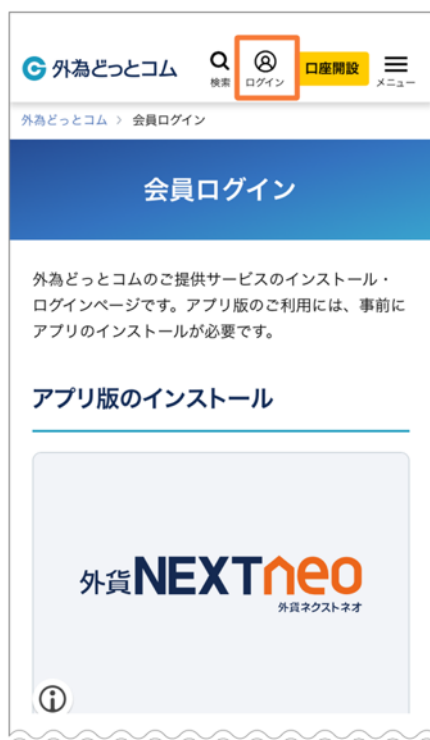 外為どっとコム
検索
ログイン
口座開設
メニュー
外為どっとコム > 会員ログイン
会員ログイン
外為どっとコムのご提供サービスのインストール・
ログインページです。アプリ版のご利用には、事前に
アプリのインストールが必要です。
アプリ版のインストール
外貨NEXTneo
外貨ネクストネオ